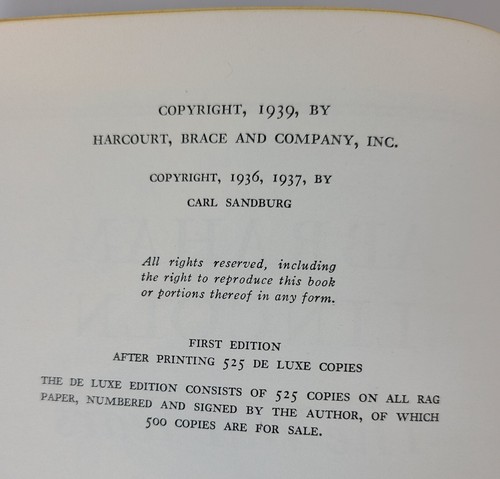 COPYRIGHT, 1939, BY
HARCOURT, BRACE AND COMPANY, INC.
COPYRIGHT, 1936, 1937, BY
CARL SANDBURG
All rights reserved, including
the right to reproduce this book
or portions thereof in any form.
FIRST EDITION
AFTER PRINTING 525 DE LUXE COPIES
THE DE LUXE EDITION CONSISTS OF 525 COPIES ON ALL RAG
PAPER, NUMBERED AND SIGNED BY THE AUTHOR, OF WHICH
500 COPIES ARE FOR SALE.